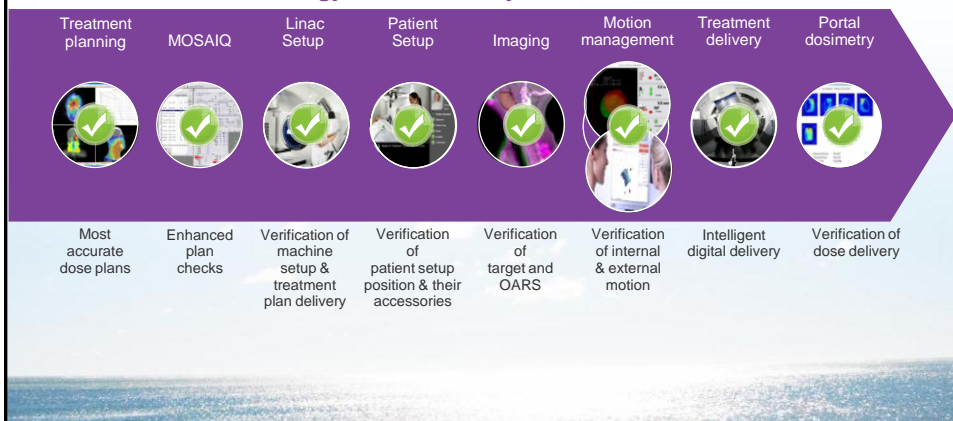 Treatment
planning
MOSAIQ
Linac
Setup
Patient
Setup
Imaging
Motion
management
Treatment
delivery
Portal
dosimetry
Most
accurate
dose plans
Enhanced
plan
checks
Verification of
machine
setup &
treatment
plan delivery
Verification
of
patient setup
position & their
accessories
Verification
of
target and
OARS
Verification
of internal
& external
motion
Intelligent
digital delivery
Verification of
dose delivery